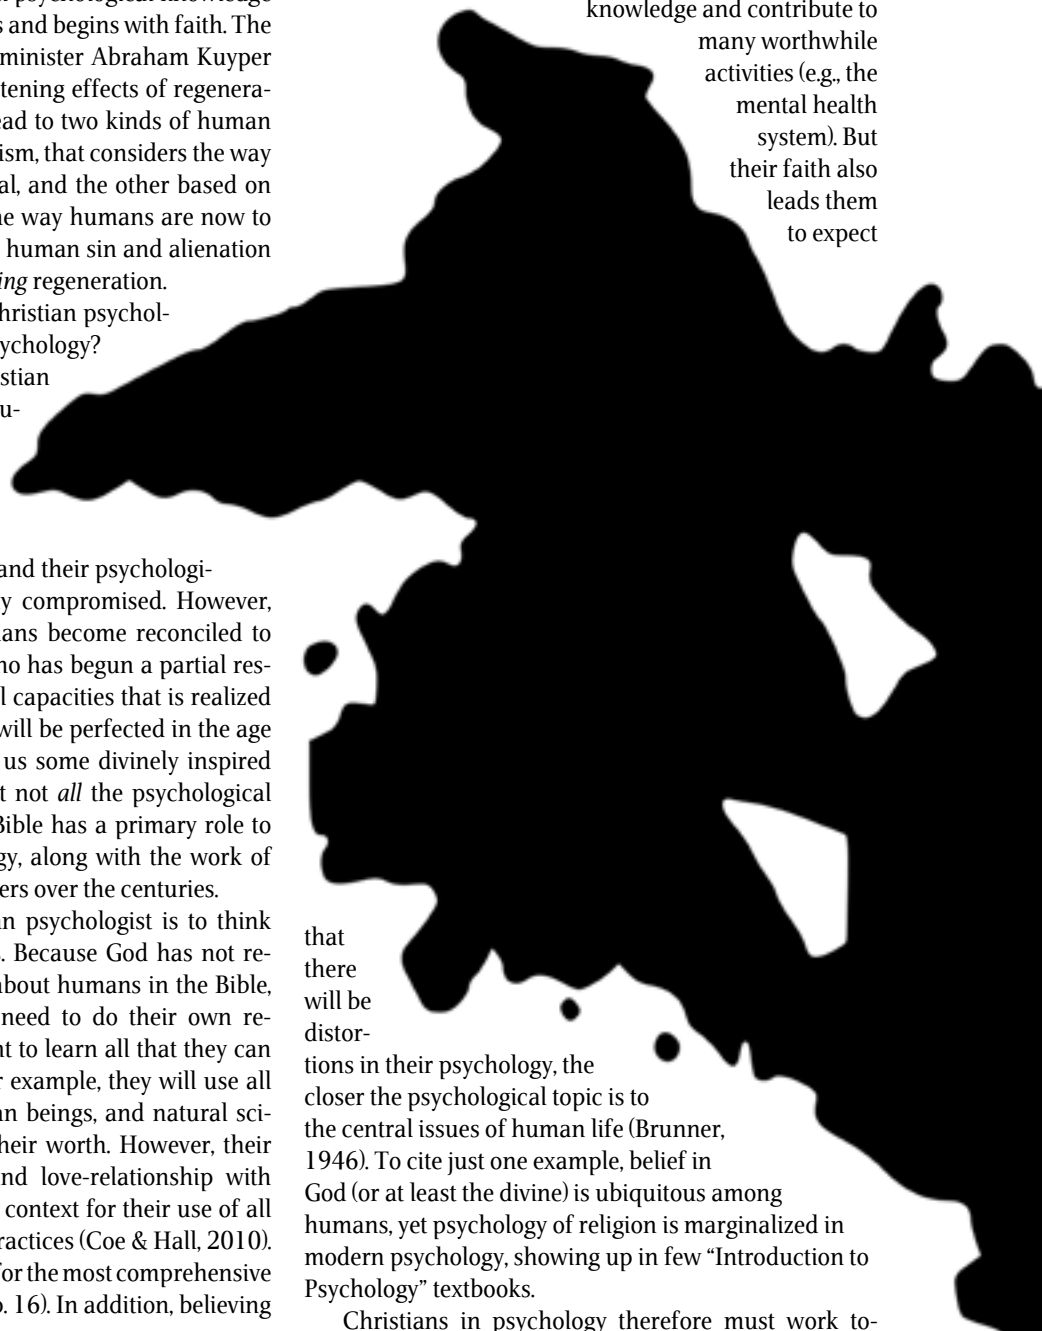 psychological knowledge
s and begins with faith. The
minister Abraham Kuyper
tening effects of regenera-
ead to two kinds of human
ism, that considers the way
al, and the other based on
he way humans are now to
human sin and alienation
ing regeneration.
hristian psychol-
ychology?
stian
u-
and their psychologi-
y compromised. However,
ans become reconciled to
ho has begun a partial res-
l capacities that is realized
will be perfected in the age
us some divinely inspired
t not all the psychological
Bible has a primary role to
gy, along with the work of
ers over the centuries.
an psychologist is to think
s. Because God has not re-
about humans in the Bible,
need to do their own re-
nt to learn all that they can
r example, they will use all
an beings, and natural sci-
heir worth. However, their
nd love-relationship with
context for their use of all
ractices (Coe & Hall, 2010).
for the most comprehensive
p. 16). In addition, believing
knowledge and contribute to
many worthwhile
activities (e.g., the
mental health
system). But
their faith also
leads them
to expect
that
there
will be
distor-
tions in their psychology, the
closer the psychological topic is to
the central issues of human life (Brunner,
1946). To cite just one example, belief in
God (or at least the divine) is ubiquitous among
humans, yet psychology of religion is marginalized in
modern psychology, showing up in few “Introduction to
Psychology” textbooks.
Christians in psychology therefore must work to-